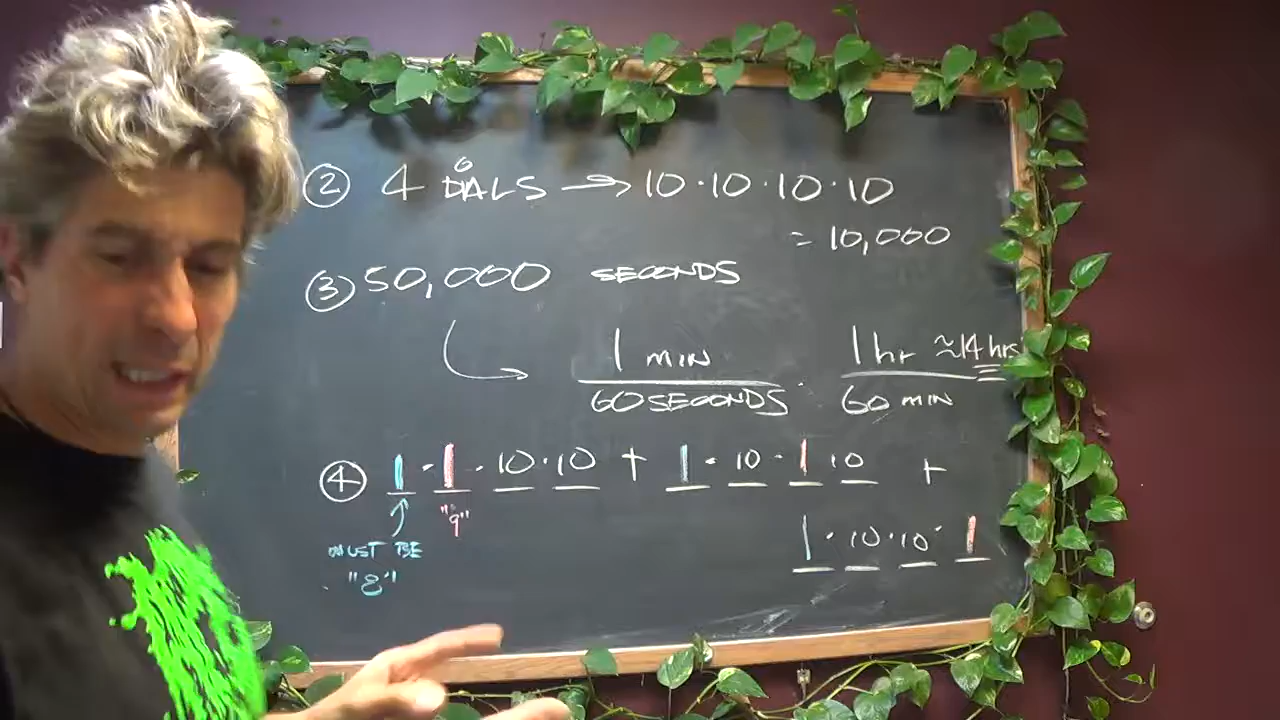 ② 4 DIALS → 10 · 10 · 10 · 10
= 10,000
③ 50,000 SECONDS
1 MIN / 60 SECONDS · 1 hr / 60 MIN ≈ 14 hrs
④ 1 · 1 · 10 · 10 + 1 · 10 · 1 10 +
"9"
MUST BE
"8"
1 · 10 · 10 · 1